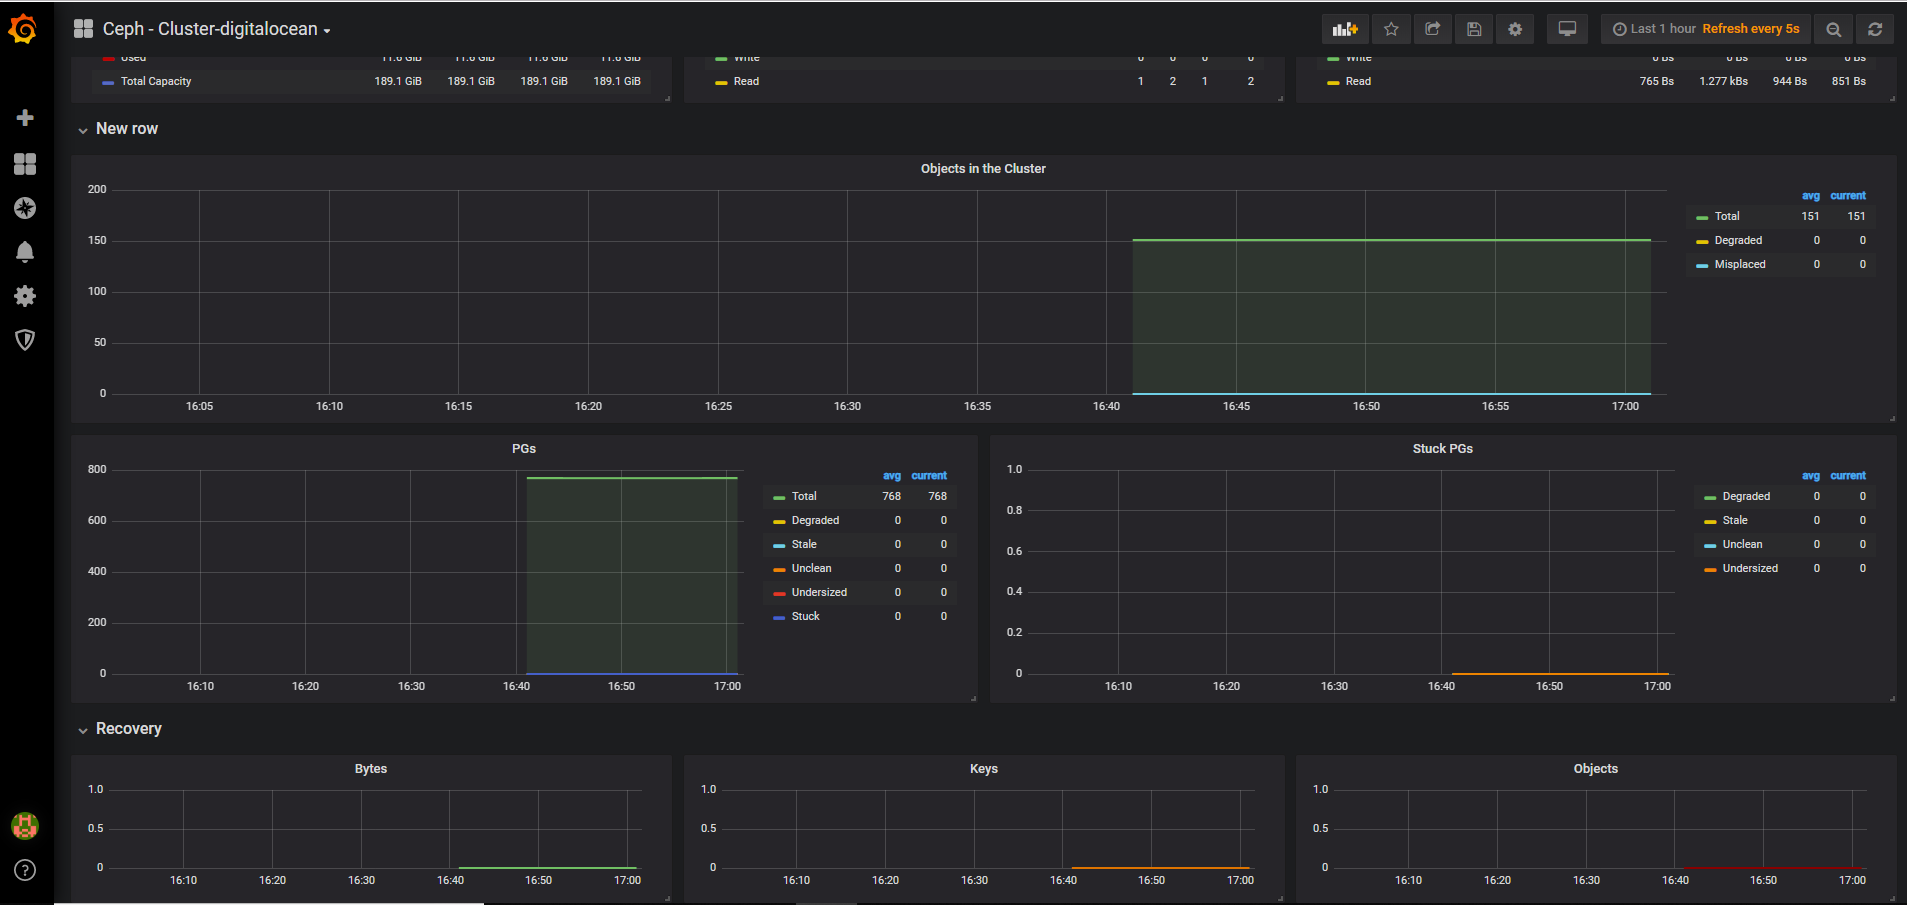 Ceph - Cluster-digitalocean
Last 1 hour Refresh every 5s
Used 11.6 GiB 11.6 GiB 11.6 GiB 11.6 GiB
Total Capacity 189.1 GiB 189.1 GiB 189.1 GiB 189.1 GiB
Write 0 0 0 0
Read 1 2 1 2
Write 0 Bs 0 Bs 0 Bs 0 Bs
Read 765 Bs 1.277 kBs 944 Bs 851 Bs
New row
Objects in the Cluster
200
150
100
50
0
16:05 16:10 16:15 16:20 16:25 16:30 16:35 16:40 16:45 16:50 16:55 17:00
avg current
Total 151 151
Degraded 0 0
Misplaced 0 0
PGs
800
600
400
200
0
16:10 16:20 16:30 16:40 16:50 17:00
avg current
Total 768 768
Degraded 0 0
Stale 0 0
Unclean 0 0
Undersized 0 0
Stuck 0 0
Stuck PGs
1.0
0.8
0.6
0.4
0.2
0
16:10 16:20 16:30 16:40 16:50 17:00
avg current
Degraded 0 0
Stale 0 0
Unclean 0 0
Undersized 0 0
Recovery
Bytes
1.0
0.5
0
16:10 16:20 16:30 16:40 16:50 17:00
Keys
1.0
0.5
0
16:10 16:20 16:30 16:40 16:50 17:00
Objects
1.0
0.5
0
16:10 16:20 16:30 16:40 16:50 17:00
?